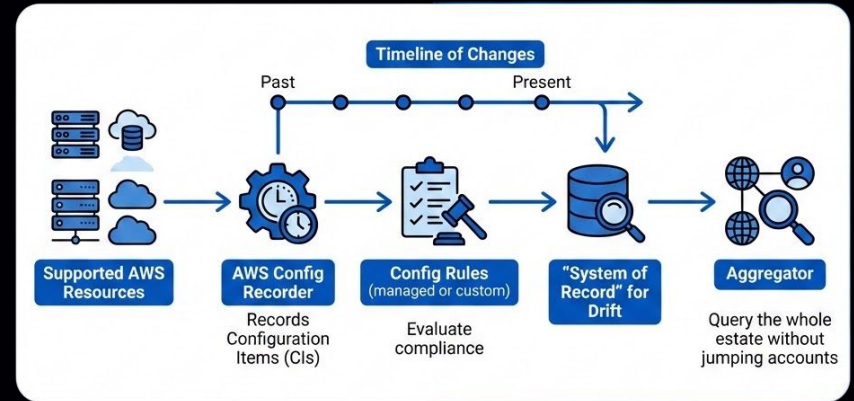 Timeline of Changes
Past
Present
Supported AWS
Resources
AWS Config
Recorder
Records
Configuration
Items (CIs)
Config Rules
(managed or custom)
Evaluate
compliance
“System of
Record” for
Drift
Aggregator
Query the whole
estate without
jumping accounts